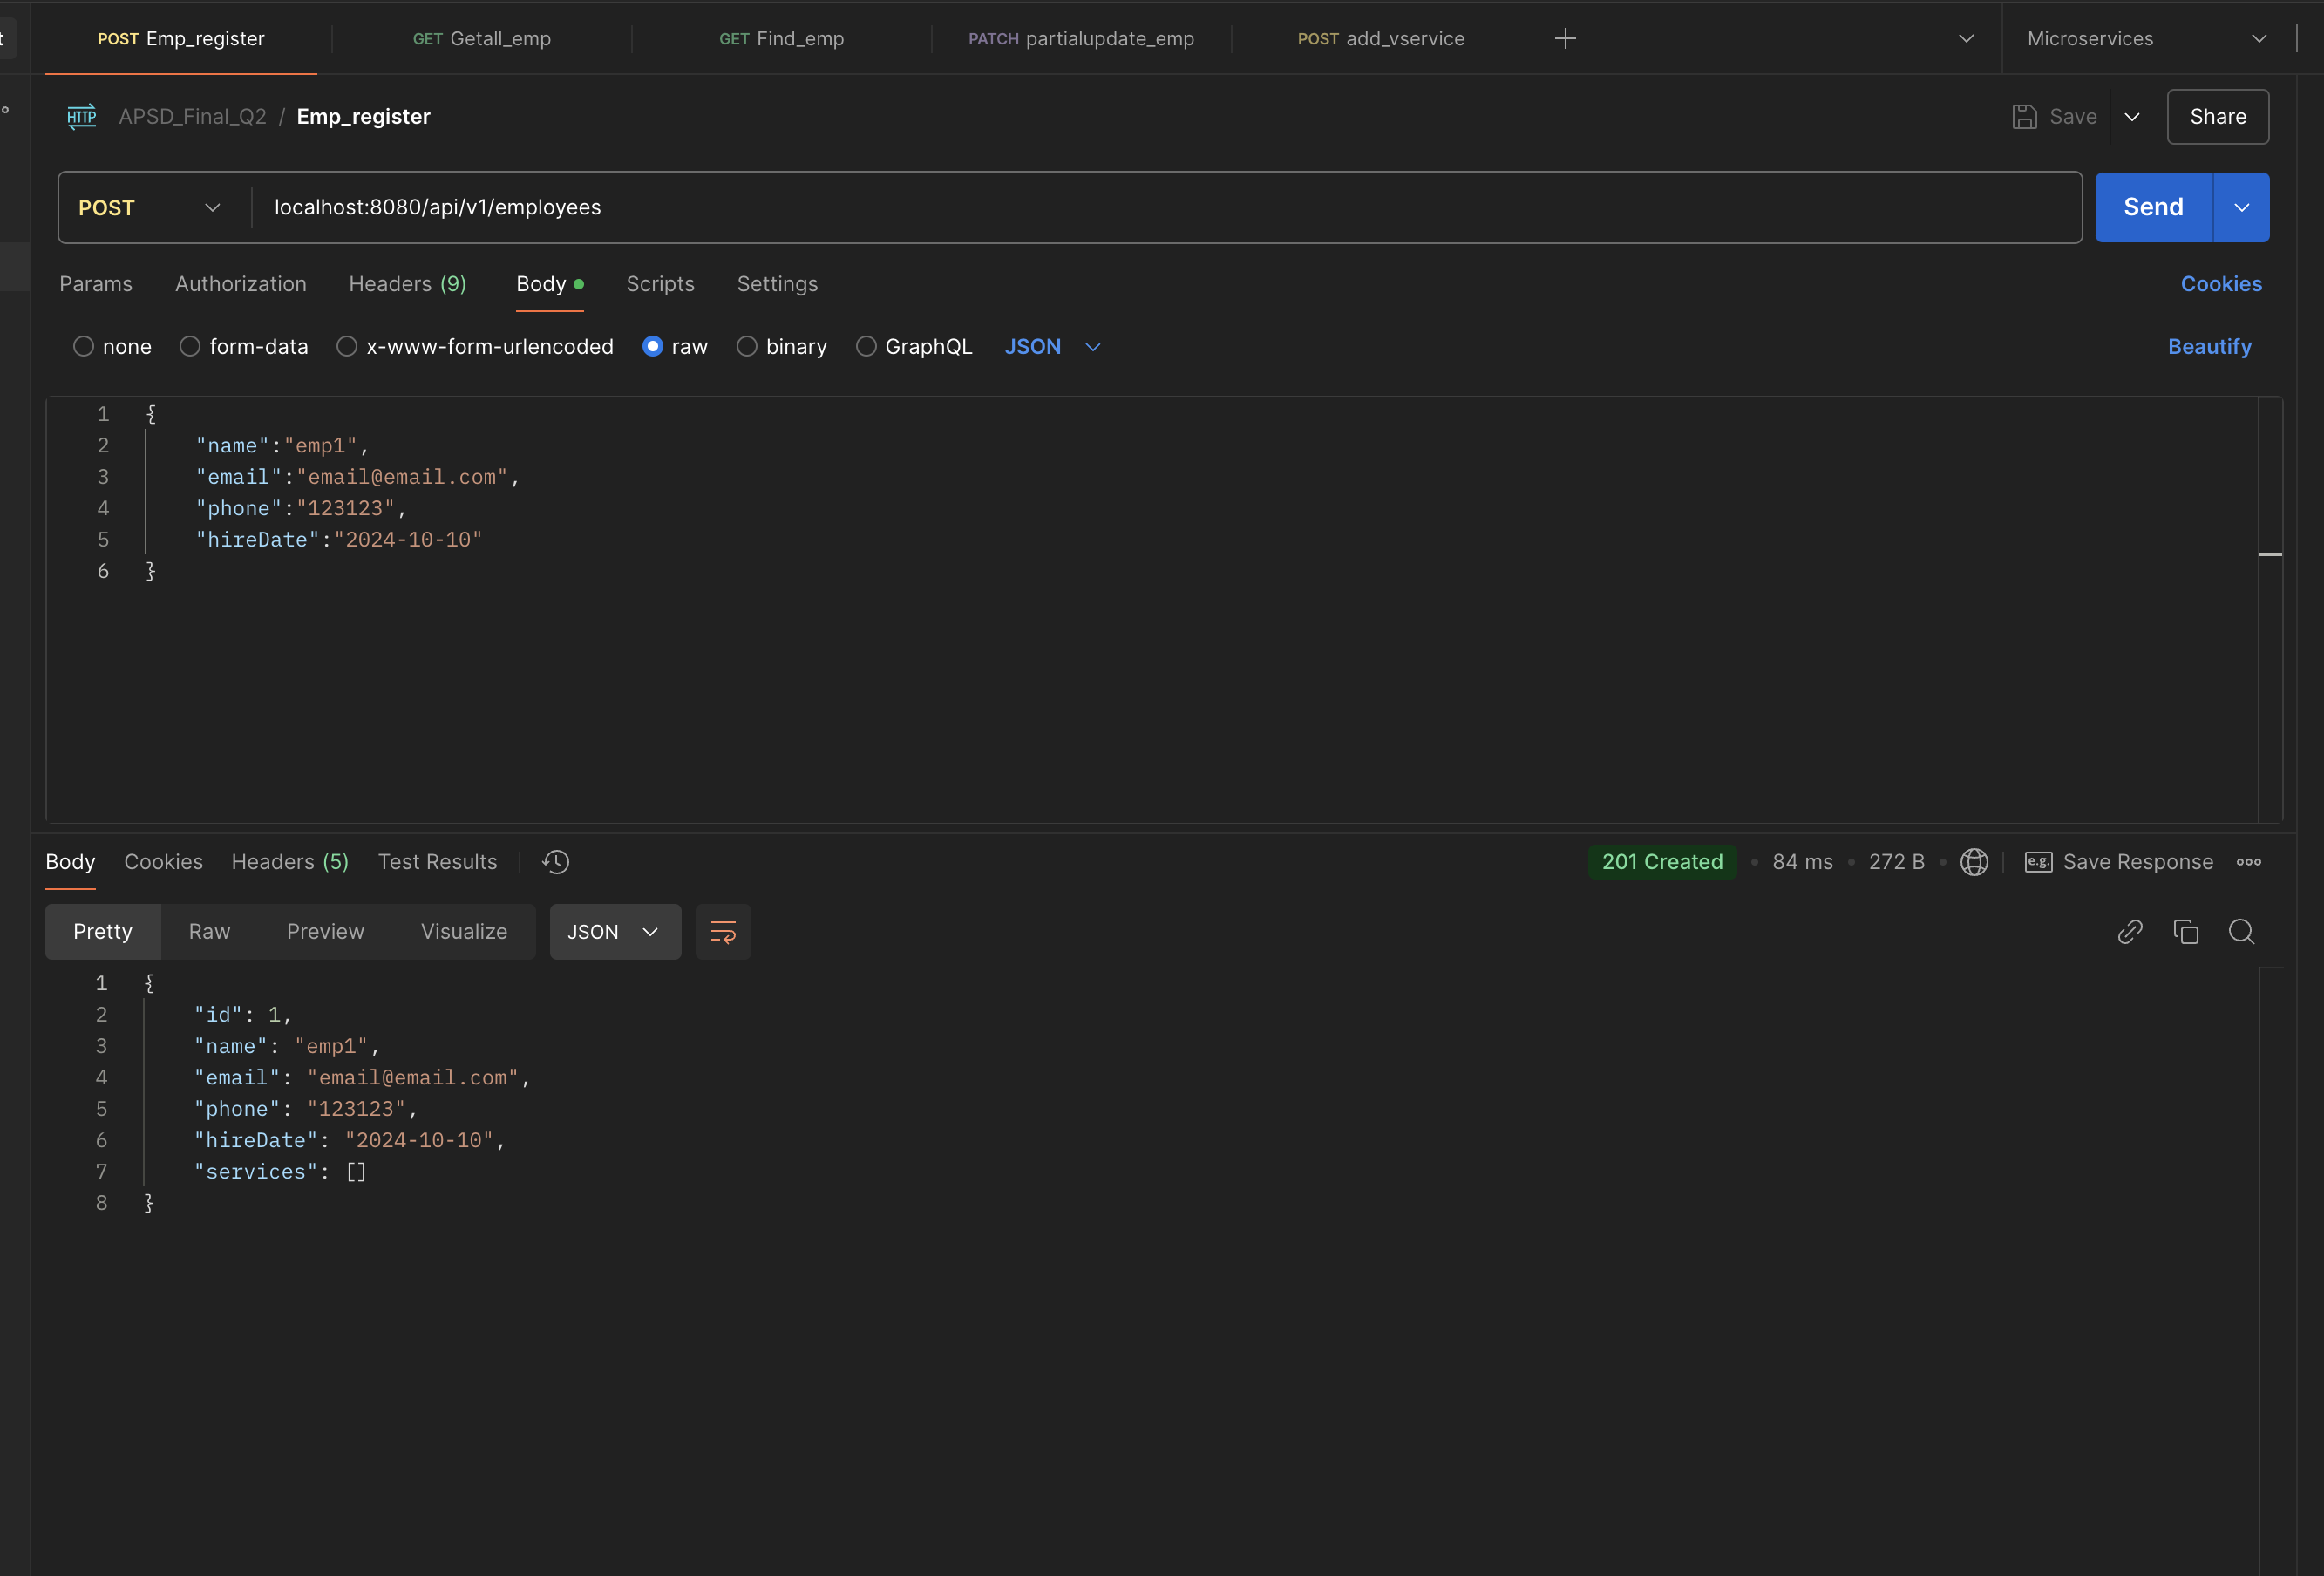 POST Emp_register GET Getall_emp GET Find_emp PATCH partialupdate_emp POST add_vservice Microservices
HTTP APSD_Final_Q2 / Emp_register Save Share
POST localhost:8080/api/v1/employees Send
Params Authorization Headers (9) Body Scripts Settings Cookies
none form-data x-www-form-urlencoded raw binary GraphQL JSON Beautify
1 {
2 "name":"emp1",
3 "email":"email@email.com",
4 "phone":"123123",
5 "hireDate":"2024-10-10"
6 }
Body Cookies Headers (5) Test Results 201 Created • 84 ms • 272 B • e.g. Save Response
Pretty Raw Preview Visualize JSON
1 {
2 "id": 1,
3 "name": "emp1",
4 "email": "email@email.com",
5 "phone": "123123",
6 "hireDate": "2024-10-10",
7 "services": []
8 }